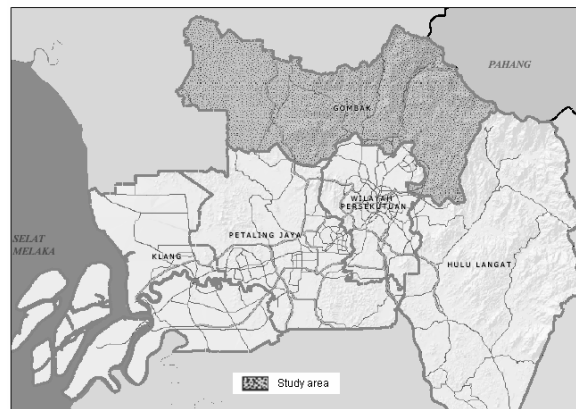 PAHANG
GOMBAK
WILAYAH
PERSEKUTUAN
PETALING JAYA
SELAT
MELAKA
KLANG
HULU LANGAT
Study area